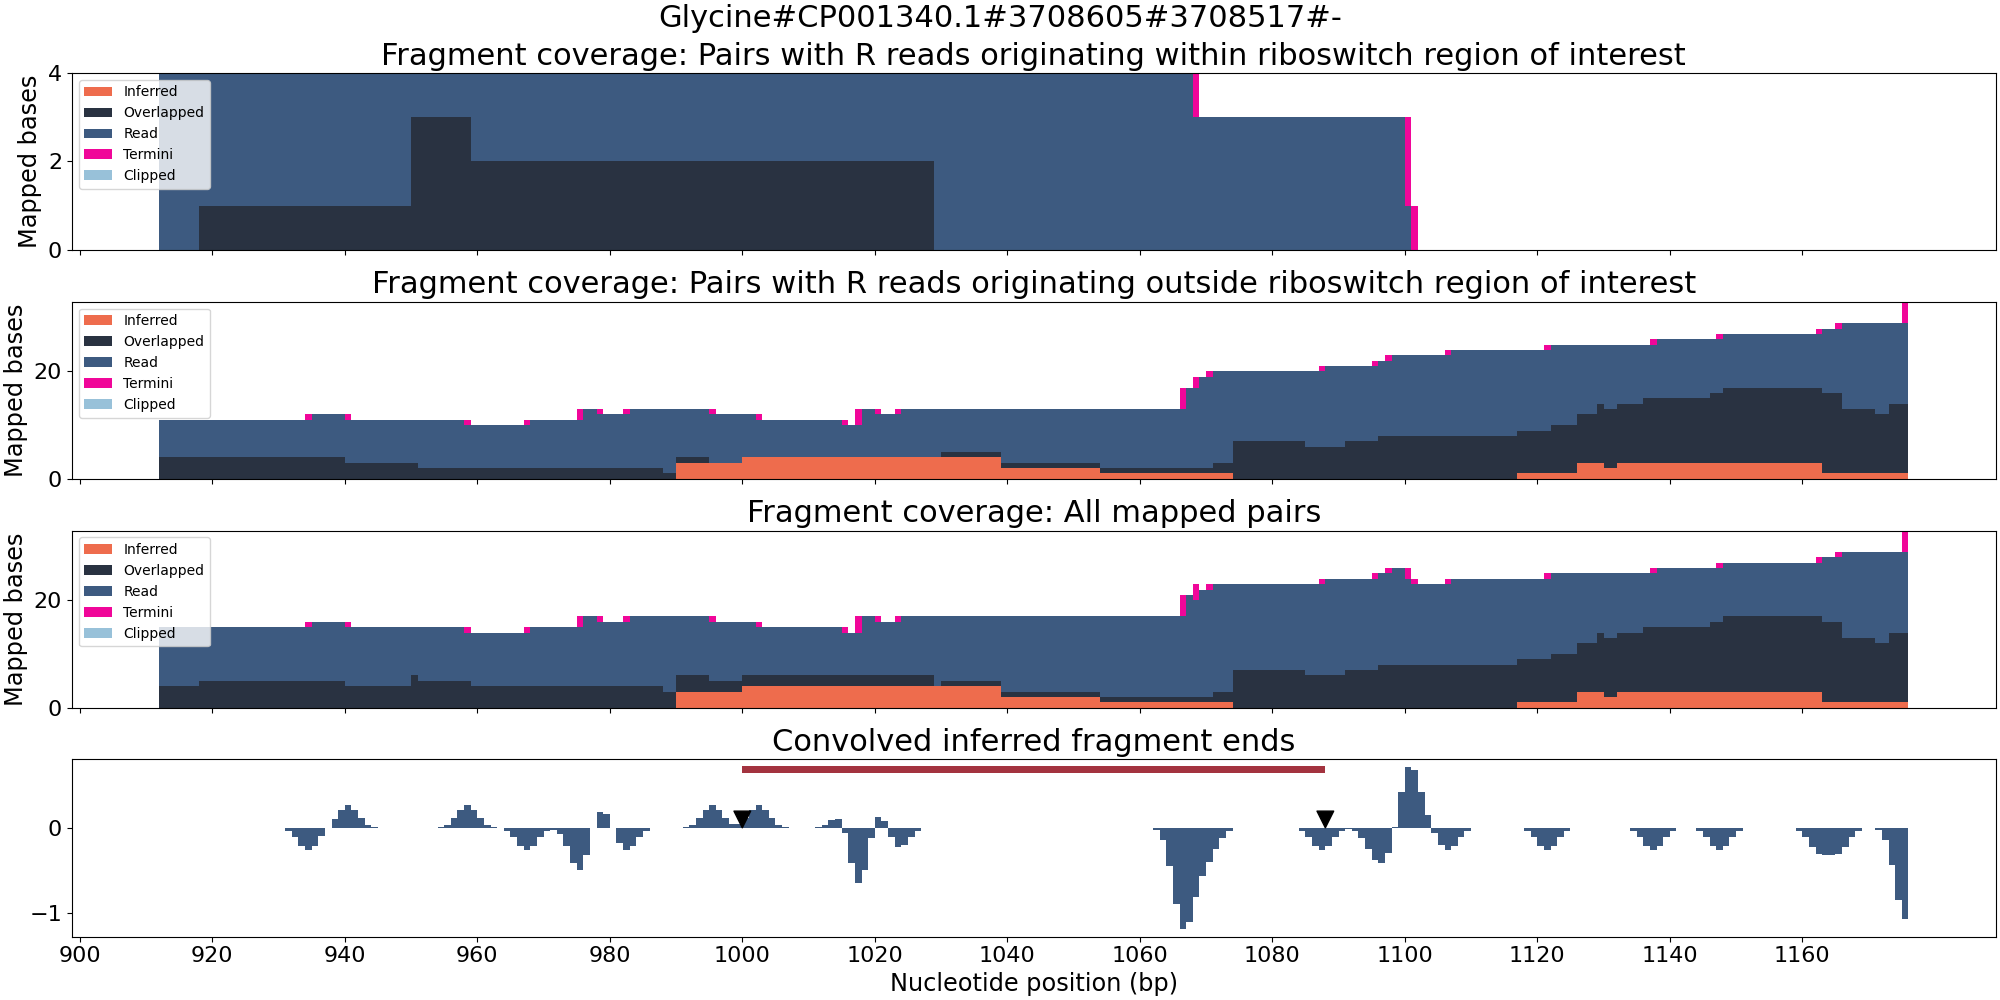 Glycine#CP001340.1#3708605#3708517#-
Fragment coverage: Pairs with R reads originating within riboswitch region of interest
Mapped bases
4
2
0
Inferred
Overlapped
Read
Termini
Clipped
Fragment coverage: Pairs with R reads originating outside riboswitch region of interest
Mapped bases
20
0
Inferred
Overlapped
Read
Termini
Clipped
Fragment coverage: All mapped pairs
Mapped bases
20
0
Inferred
Overlapped
Read
Termini
Clipped
Convolved inferred fragment ends
0
−1
900 920 940 960 980 1000 1020 1040 1060 1080 1100 1120 1140 1160
Nucleotide position (bp)